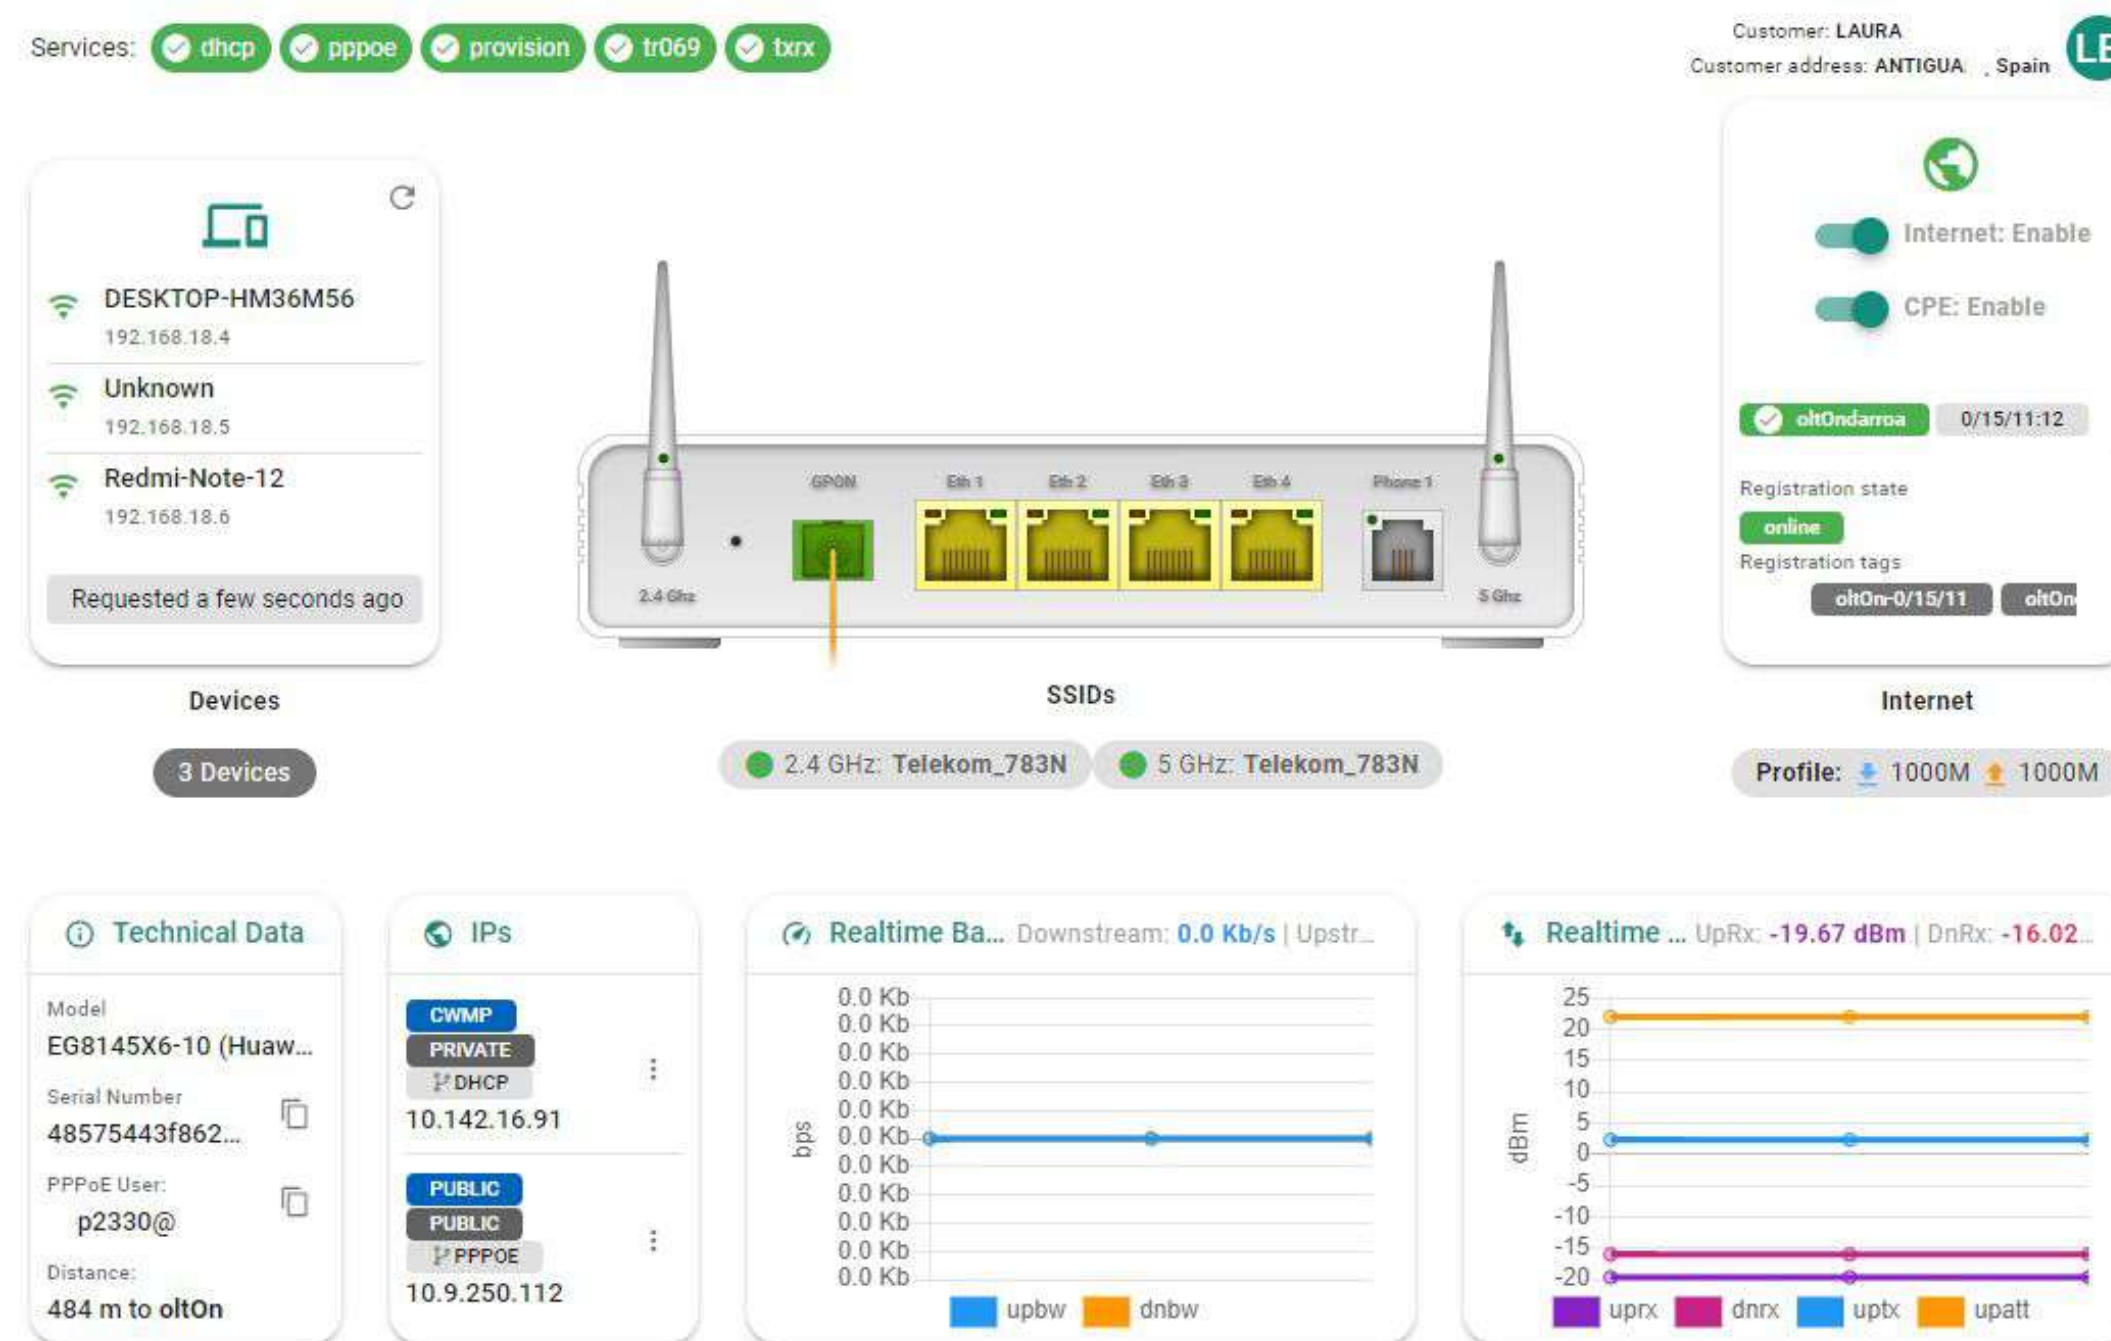 Services: dhcp pppoe provision tr069 txrx
Customer: LAURA
Customer address: ANTIGUA , Spain
LE
DESKTOP-HM36M56
192.168.18.4
Unknown
192.168.18.5
Redmi-Note-12
192.168.18.6
Requested a few seconds ago
Devices
3 Devices
GPON Eth 1 Eth 2 Eth 3 Eth 4 Phone 1
2.4 Ghz 5 Ghz
SSIDs
2.4 GHz: Telekom_783N 5 GHz: Telekom_783N
Internet: Enable
CPE: Enable
oltOndarroa 0/15/11:12
Registration state
online
Registration tags
oltOn-0/15/11 oltOn
Internet
Profile: 1000M 1000M
Technical Data
Model
EG8145X6-10 (Huaw...
Serial Number
48575443f862...
PPPoE User:
p2330@
Distance:
484 m to oltOn
IPs
CWMP
PRIVATE
DHCP
10.142.16.91
PUBLIC
PUBLIC
PPPOE
10.9.250.112
Realtime Ba... Downstream: 0.0 Kb/s | Upstr...
0.0 Kb
0.0 Kb
0.0 Kb
0.0 Kb
0.0 Kb
0.0 Kb
0.0 Kb
0.0 Kb
0.0 Kb
0.0 Kb
0.0 Kb
bps
upbw dnbw
Realtime ... UpRx: -19.67 dBm | DnRx: -16.02...
25
20
15
10
5
0
-5
-10
-15
-20
dBm
uprx dnrx uptx upatt